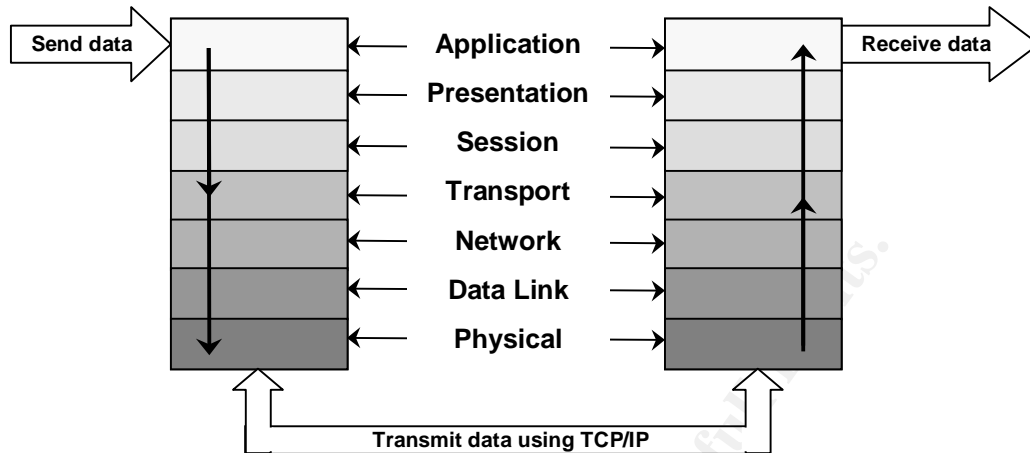 Send data
Application
Receive data
Presentation
Session
Transport
Network
Data Link
Physical
Transmit data using TCP/IP